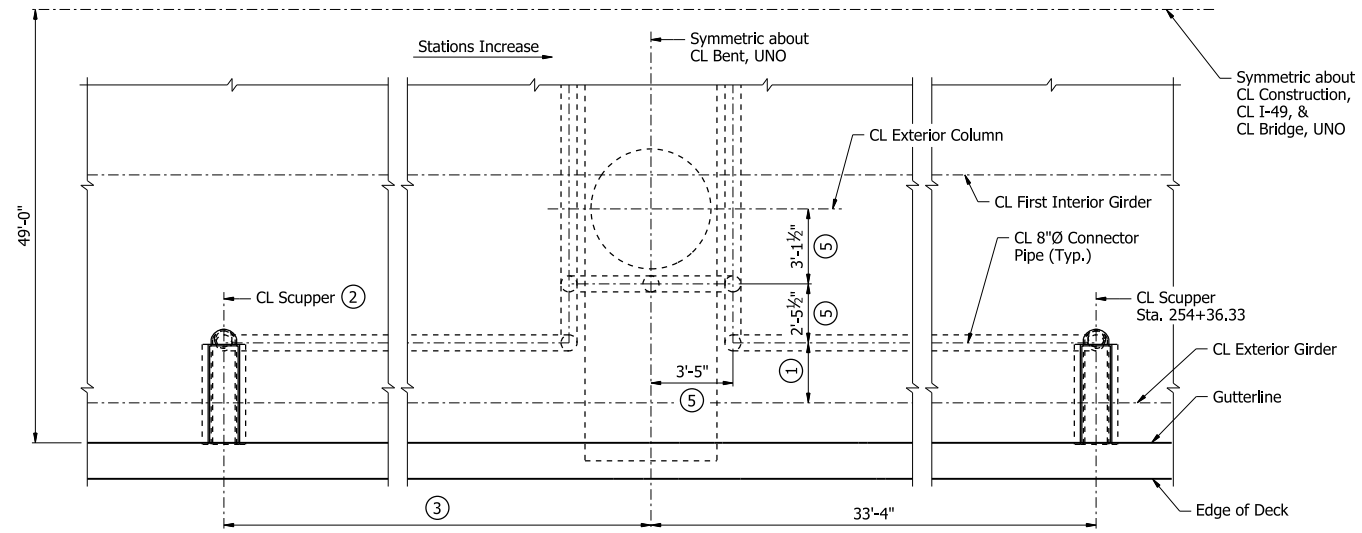 Stations Increase
Symmetric about
CL Bent, UNO
Symmetric about
CL Construction,
CL I-49, &
CL Bridge, UNO
CL Exterior Column
49'-0"
CL First Interior Girder
3'-1½"
5
CL 8"Ø Connector
Pipe (Typ.)
CL Scupper 2
2'-5½"
5
CL Scupper
Sta. 254+36.33
3'-5"
5
1
CL Exterior Girder
Gutterline
3
33'-4"
Edge of Deck